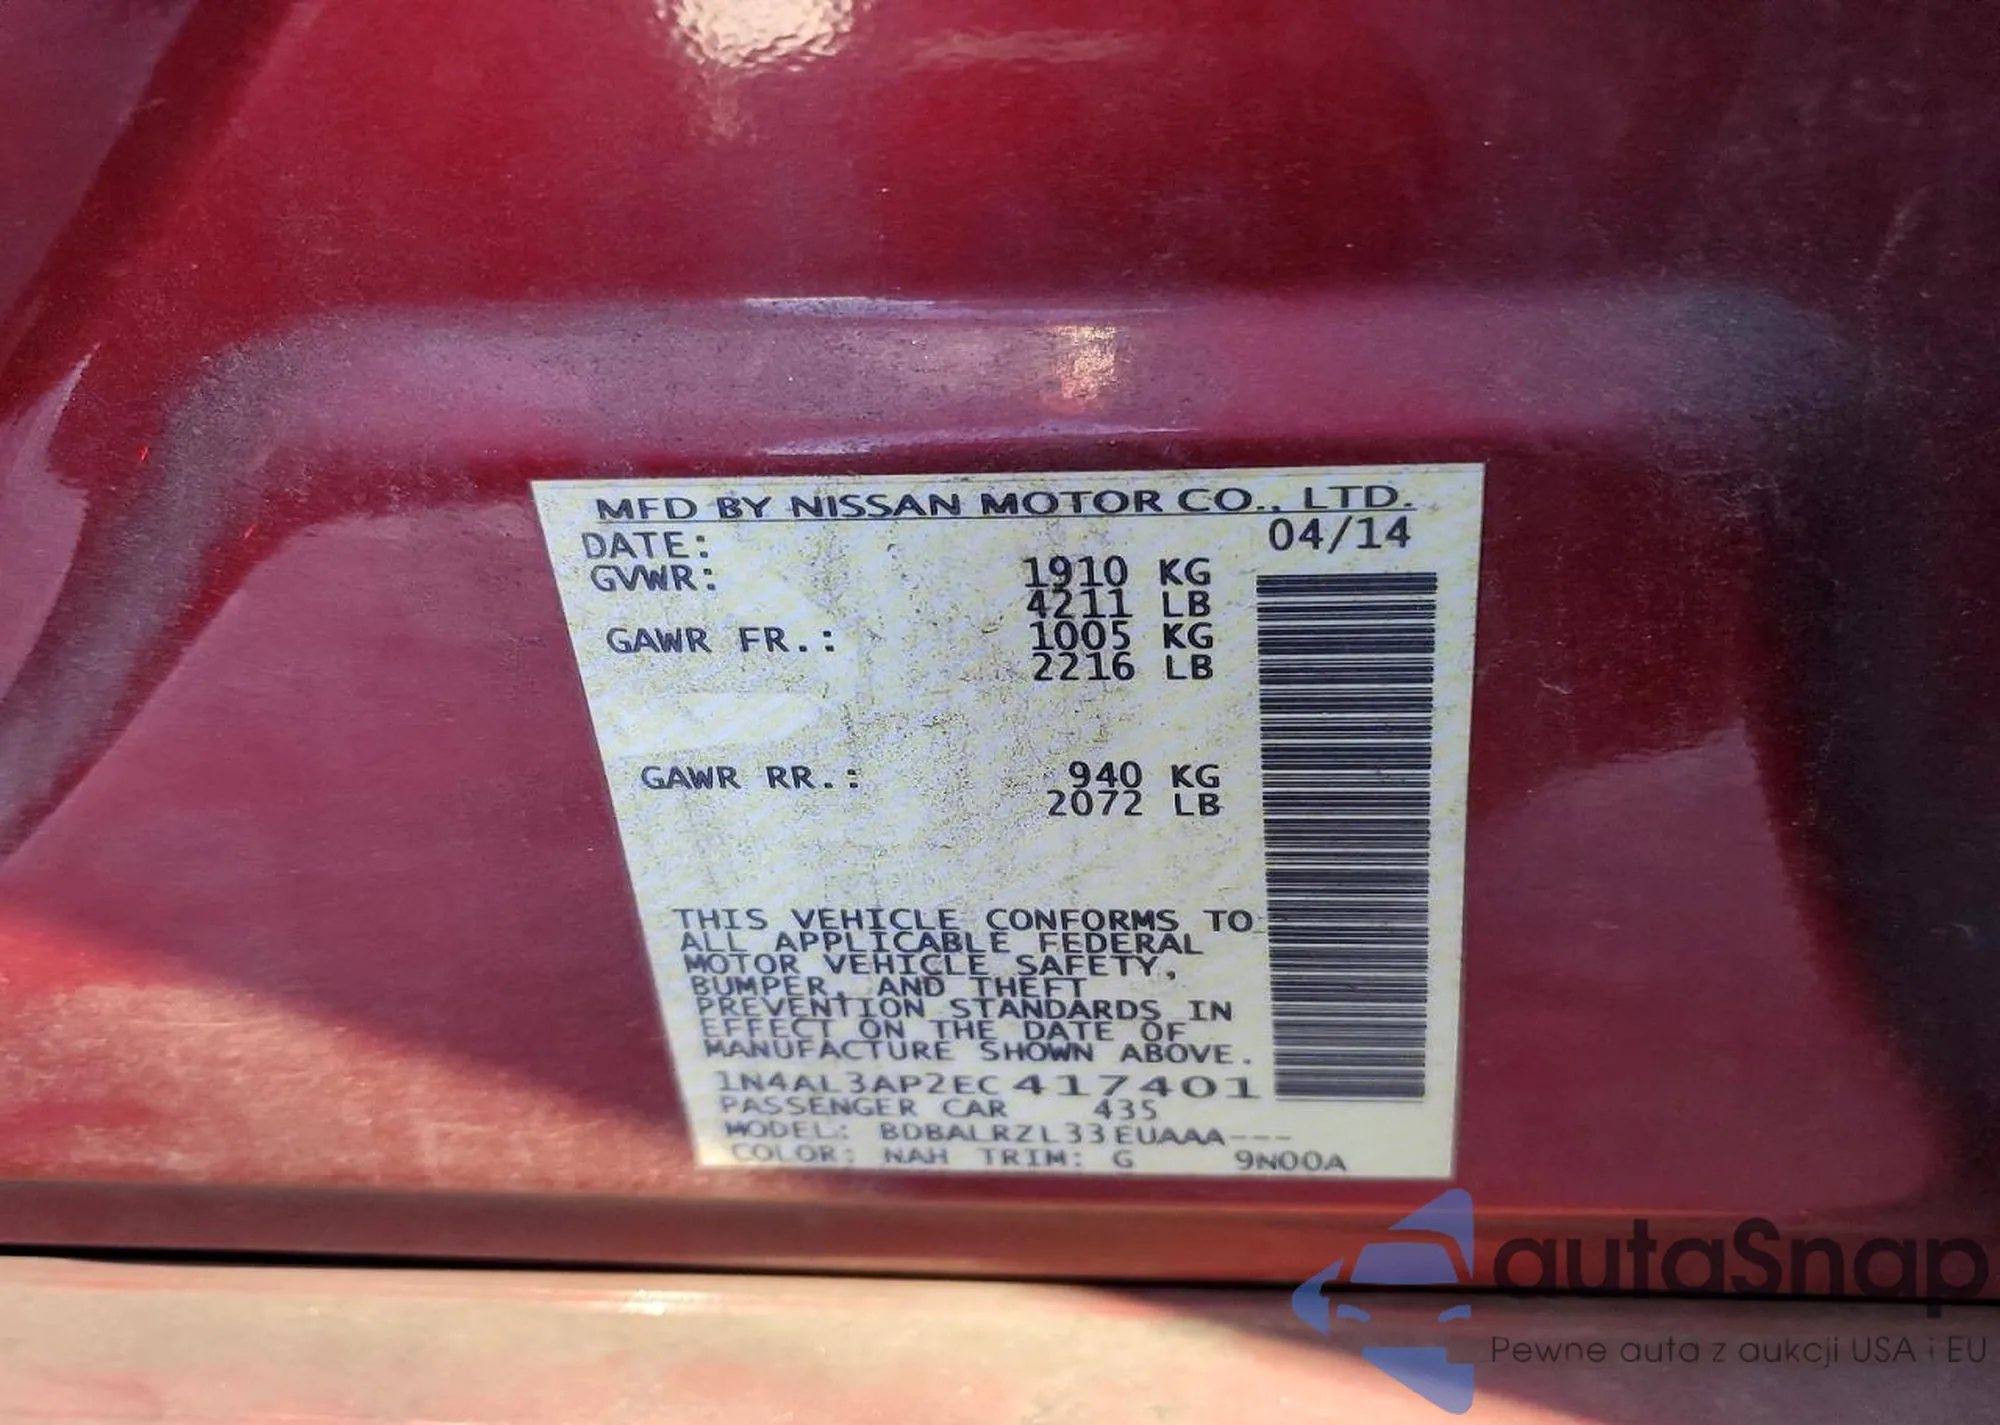 MFD BY NISSAN MOTOR CO., LTD.
DATE: 04/14
GVWR: 1910 KG
4211 LB
GAWR FR.: 1005 KG
2216 LB
GAWR RR.: 940 KG
2072 LB
THIS VEHICLE CONFORMS TO
ALL APPLICABLE FEDERAL
MOTOR VEHICLE SAFETY,
BUMPER, AND THEFT
PREVENTION STANDARDS IN
EFFECT ON THE DATE OF
MANUFACTURE SHOWN ABOVE.
1N4AL3AP2EC417401
PASSENGER CAR 435
MODEL: BDBALRZL33EUAAA---
COLOR: NAH TRIM: G 9N00A
autaSnap
Pewne auta z aukcji USA i EU